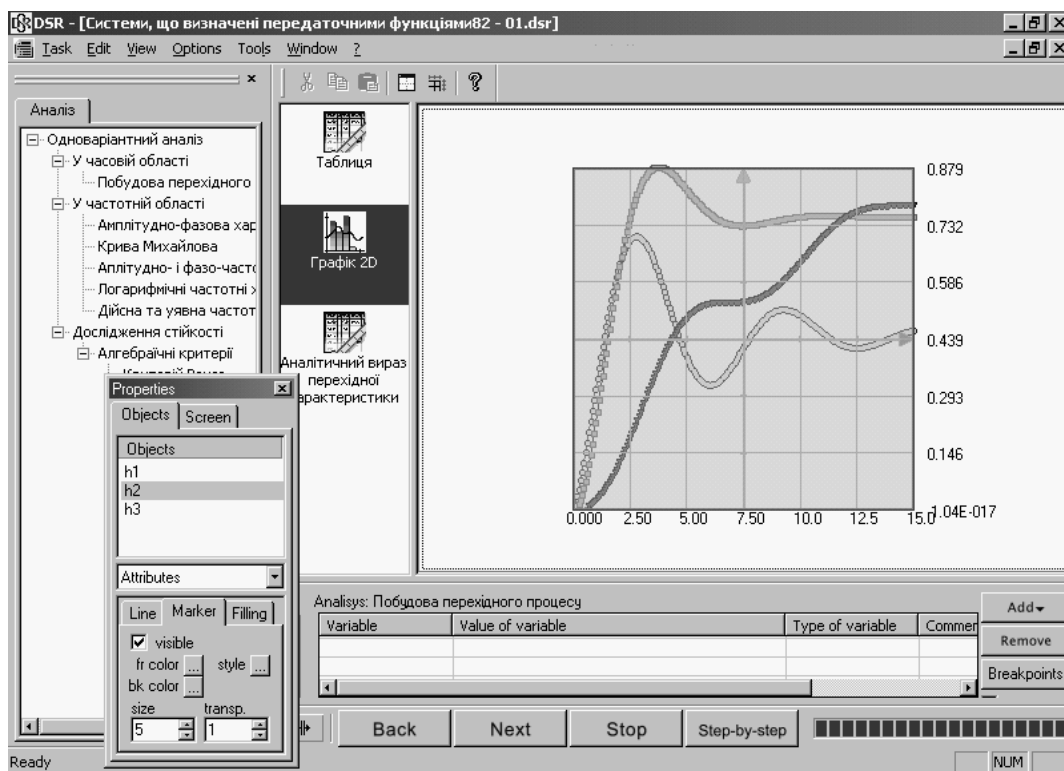 DSR - [Системи, що визначені передаточними функціями82 - 01.dsr]
Task Edit View Options Tools Window ?
Аналіз
Одноваріантний аналіз
У часовій області
Побудова перехідного
У частотній області
Амплітудно-фазова хар
Крива Михайлова
Аплітудно- і фазо-часто
Логарифмічні частотні х
Дійсна та уявна частот
Дослідження стійкості
Алгебраїчні критерії
Таблиця
Графік 2D
Аналітичний вираз
перехідної
характеристики
0.879
0.732
0.586
0.439
0.293
0.146
1.04E-017
0.000 2.50 5.00 7.50 10.0 12.5 15.0
Properties
Objects Screen
Objects
h1
h2
h3
Attributes
Line Marker Filling
visible
fr color ... style ...
bk color ...
size transp.
5 1
Analisys: Побудова перехідного процесу
Variable Value of variable Type of variable Commer
Add
Remove
Breakpoints
Back Next Stop Step-by-step
Ready NUM